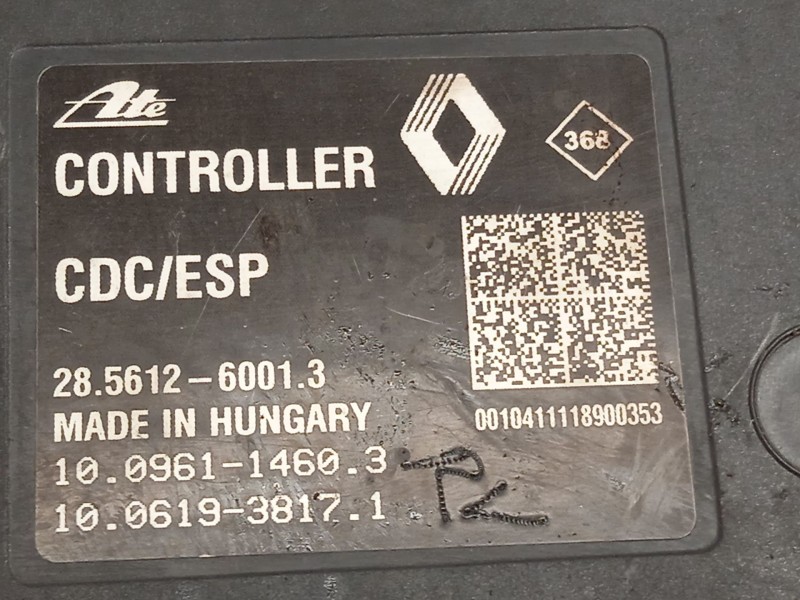 Ate
368
CONTROLLER
CDC/ESP
28.5612-6001.3
MADE IN HUNGARY
0010411118900353
10.0961-1460.3
10.0619-3817.1